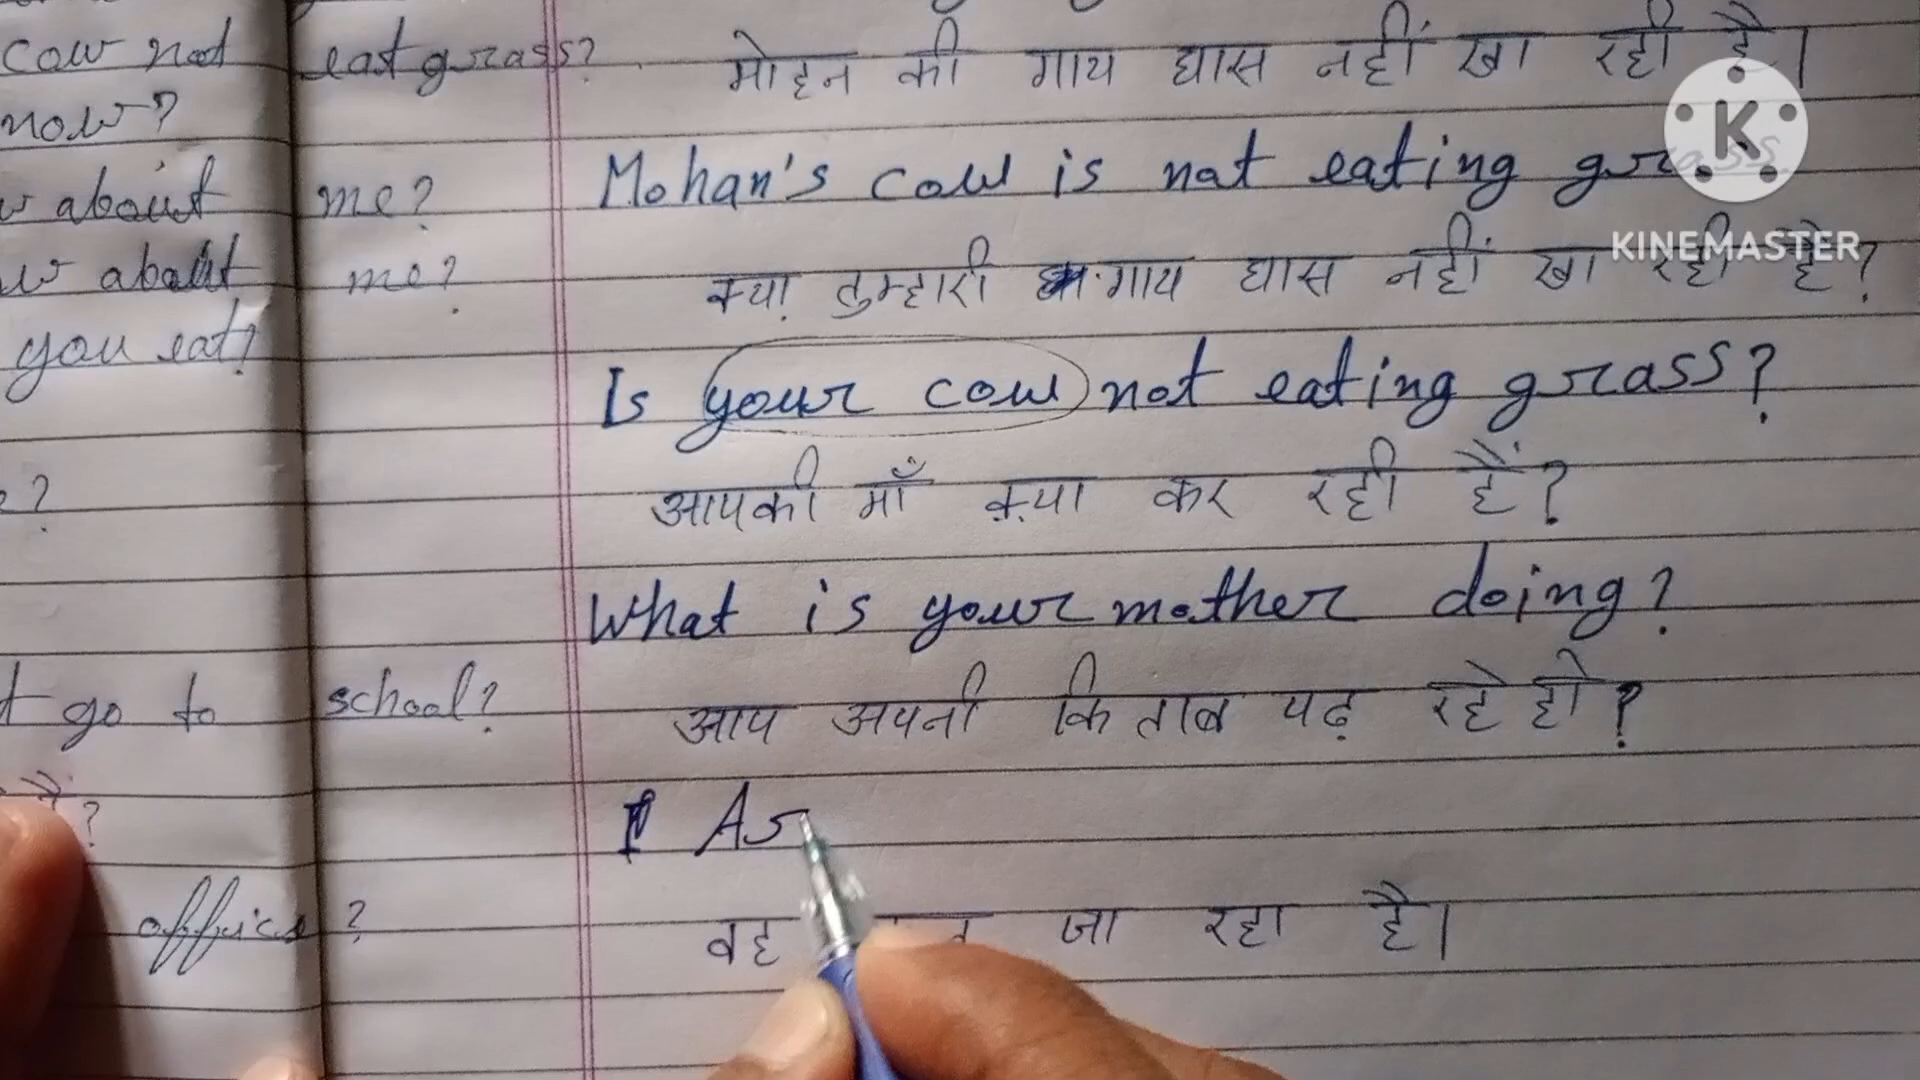 cow not eat grass?
now?
about me?
about me?
you eat?
?
go to school?
?
office?
मोहन की गाय घास नहीं खा रही है।
Mohan's cow is not eating grass
क्या तुम्हारी गाय घास नहीं खा रही है?
Is your cow not eating grass?
आपकी माँ क्या कर रही हैं?
What is your mother doing?
आप अपनी किताब पढ़ रहे हो?
वह जा रहा है।
K
KINEMASTER